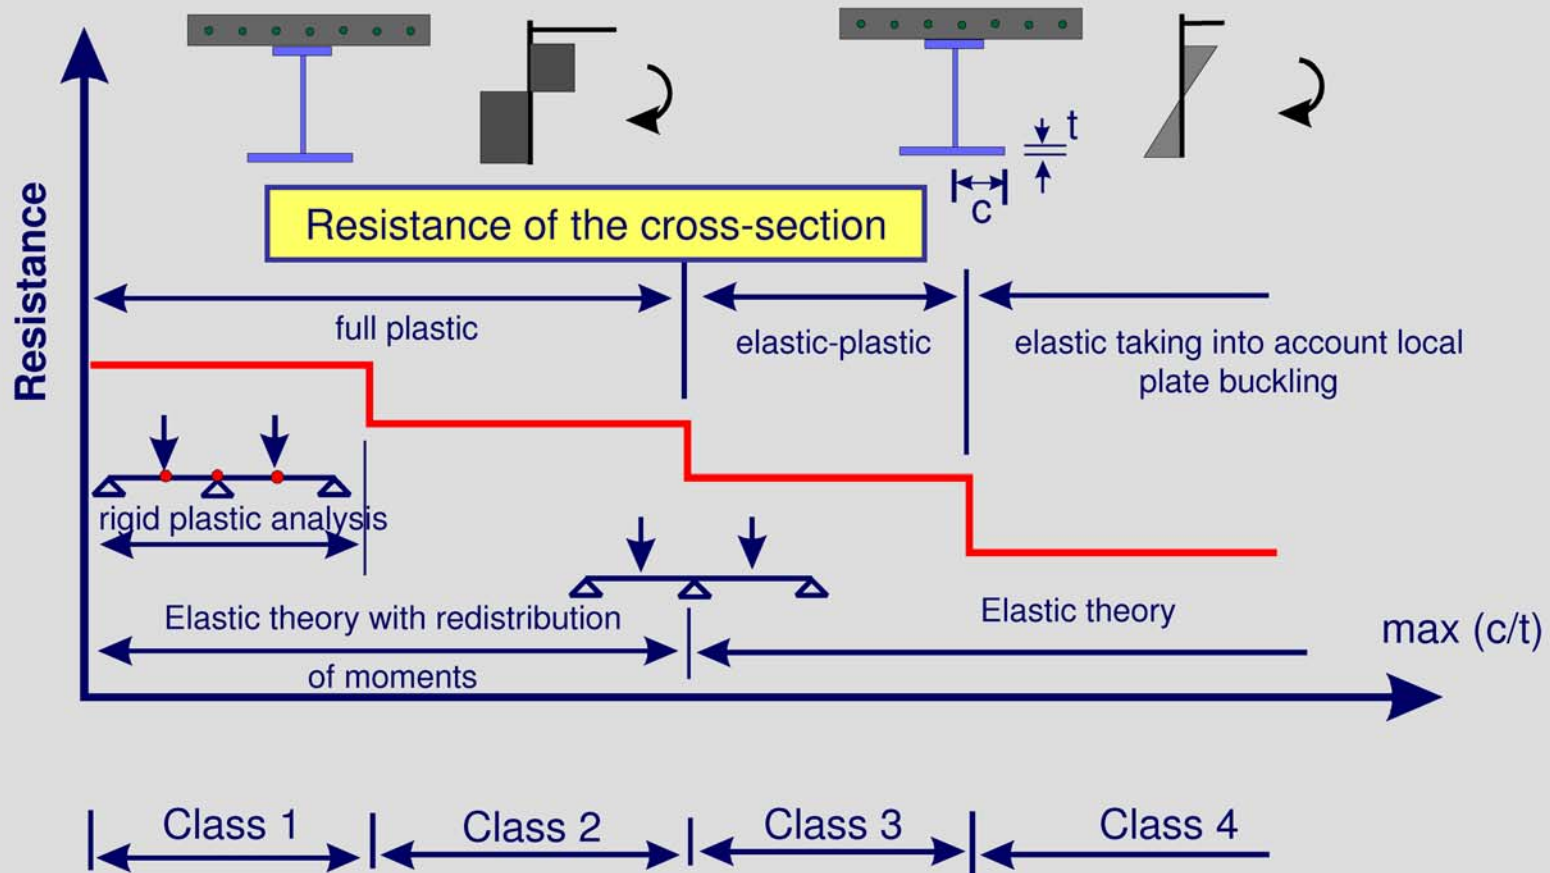 t
c
Resistance of the cross-section
Resistance
full plastic
elastic-plastic
elastic taking into account local
plate buckling
rigid plastic analysis
Elastic theory with redistribution
of moments
Elastic theory
max (c/t)
Class 1
Class 2
Class 3
Class 4